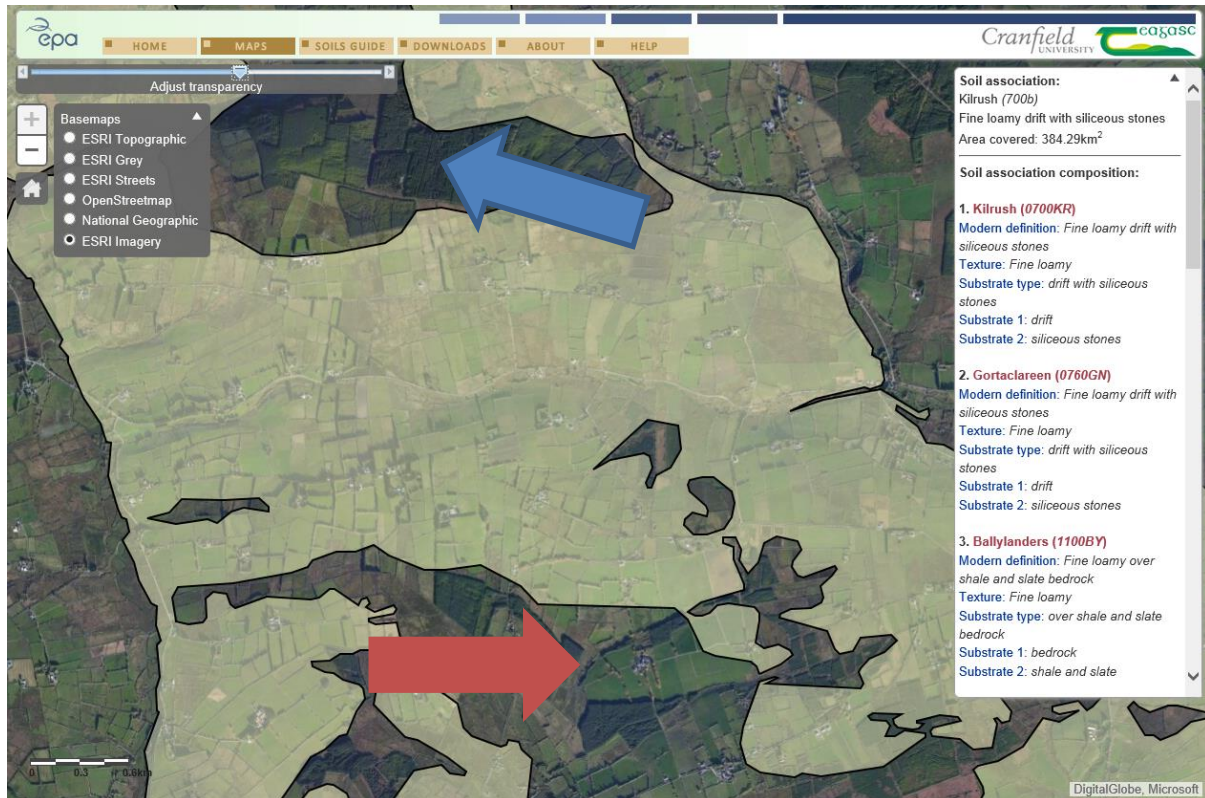 epa
HOME
MAPS
SOILS GUIDE
DOWNLOADS
ABOUT
HELP
Cranfield
UNIVERSITY
eagasc
Adjust transparency
+
−
Basemaps
ESRI Topographic
ESRI Grey
ESRI Streets
OpenStreetmap
National Geographic
ESRI Imagery
Soil association:
Kilrush (700b)
Fine loamy drift with siliceous stones
Area covered: 384.29km²
Soil association composition:
1. Kilrush (0700KR)
Modern definition: Fine loamy drift with
siliceous stones
Texture: Fine loamy
Substrate type: drift with siliceous
stones
Substrate 1: drift
Substrate 2: siliceous stones
2. Gortaclareen (0760GN)
Modern definition: Fine loamy drift with
siliceous stones
Texture: Fine loamy
Substrate type: drift with siliceous
stones
Substrate 1: drift
Substrate 2: siliceous stones
3. Ballylanders (1100BY)
Modern definition: Fine loamy over
shale and slate bedrock
Texture: Fine loamy
Substrate type: over shale and slate
bedrock
Substrate 1: bedrock
Substrate 2: shale and slate
0 0.3
DigitalGlobe, Microsoft